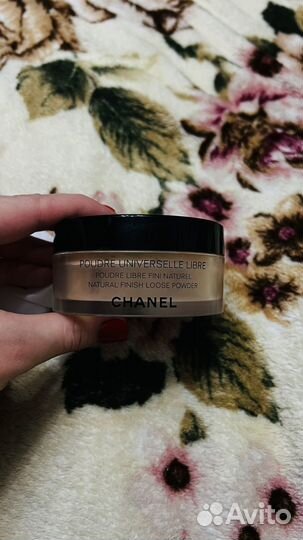 POUDRE UNIVERSELLE LIBRE
POUDRE LIBRE FINI NATUREL
NATURAL FINISH LOOSE POWDER
CHANEL
Avito